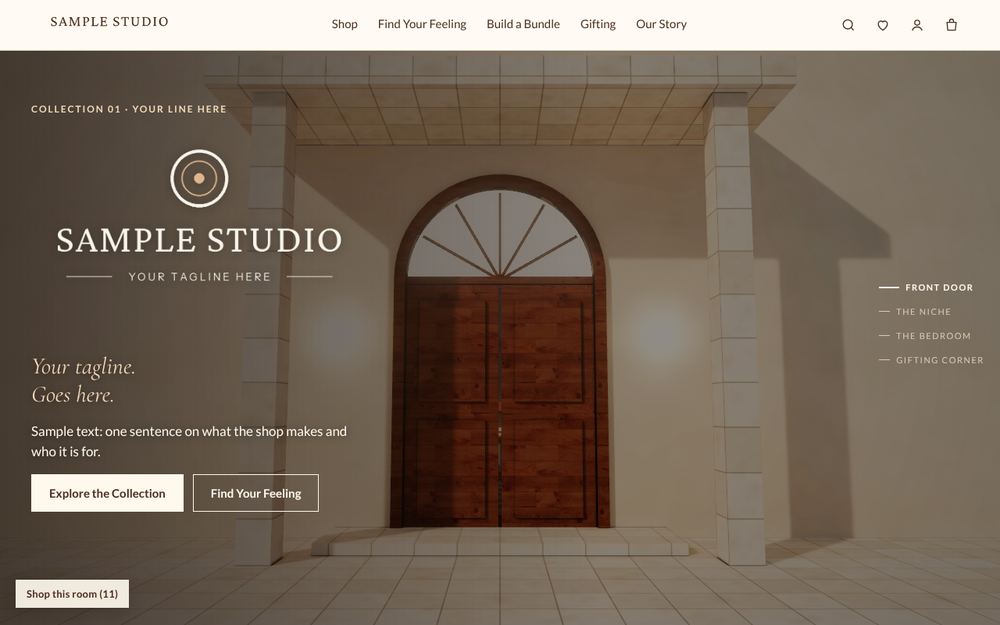 SAMPLE STUDIO
Shop Find Your Feeling Build a Bundle Gifting Our Story
COLLECTION 01 · YOUR LINE HERE
SAMPLE STUDIO
YOUR TAGLINE HERE
FRONT DOOR
THE NICHE
THE BEDROOM
GIFTING CORNER
Your tagline.
Goes here.
Sample text: one sentence on what the shop makes and
who it is for.
Explore the Collection Find Your Feeling
Shop this room (11)